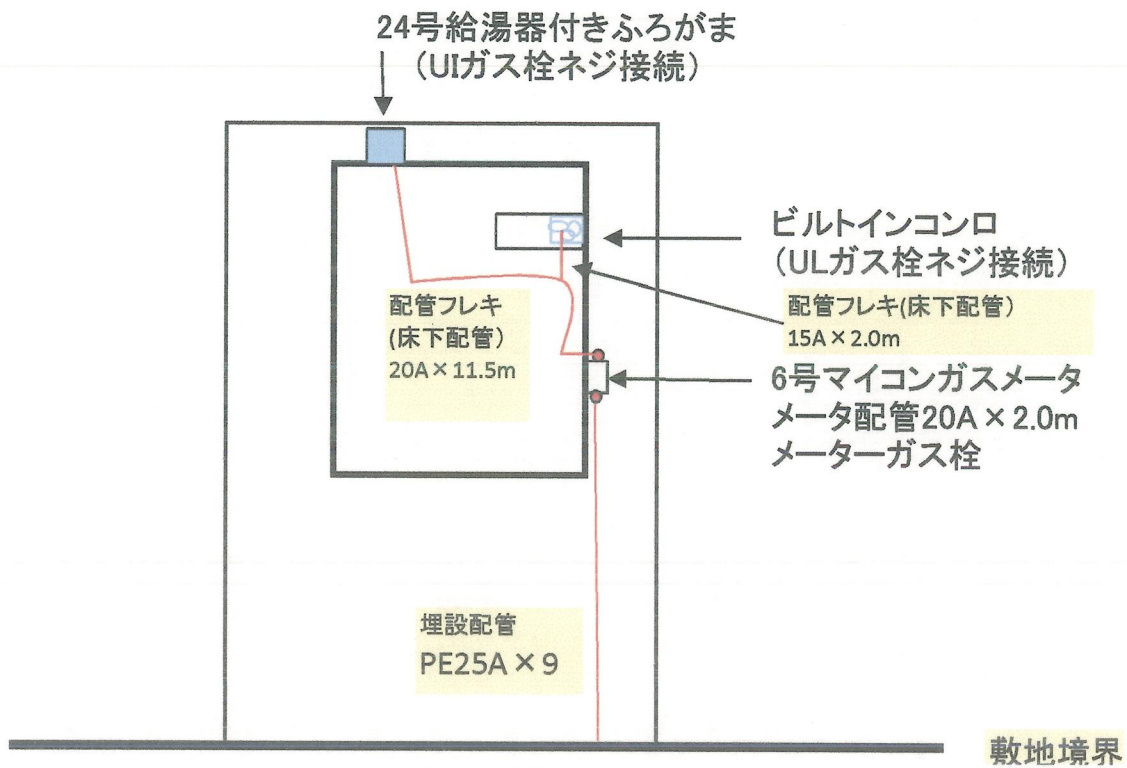 24号給湯器付きふろがま
（UIガス栓ネジ接続）
ビルトインコンロ
（ULガス栓ネジ接続）
配管フレキ(床下配管）
15A×2.0m
配管フレキ
(床下配管）
20A×11.5m
6号マイコンガスメータ
メータ配管20A×2.0m
メーターガス栓
埋設配管
PE25A×9
敷地境界